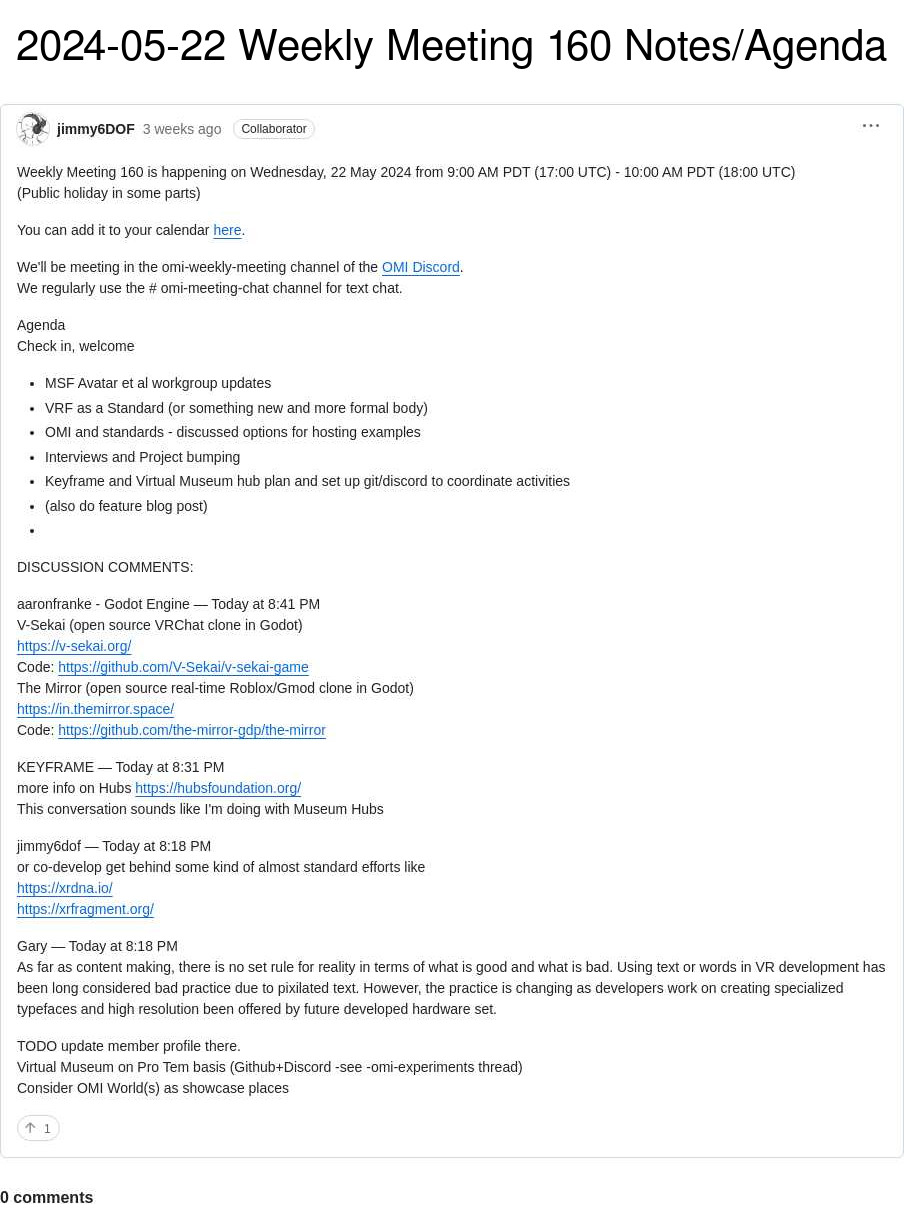 2024-05-22 Weekly Meeting 160 Notes/Agenda
jimmy6DOF 3 weeks ago Collaborator
Weekly Meeting 160 is happening on Wednesday, 22 May 2024 from 9:00 AM PDT (17:00 UTC) - 10:00 AM PDT (18:00 UTC)
(Public holiday in some parts)
You can add it to your calendar here.
We'll be meeting in the omi-weekly-meeting channel of the OMI Discord.
We regularly use the # omi-meeting-chat channel for text chat.
Agenda
Check in, welcome
• MSF Avatar et al workgroup updates
• VRF as a Standard (or something new and more formal body)
• OMI and standards - discussed options for hosting examples
• Interviews and Project bumping
• Keyframe and Virtual Museum hub plan and set up git/discord to coordinate activities
• (also do feature blog post)
•
DISCUSSION COMMENTS:
aaronfranke - Godot Engine — Today at 8:41 PM
V-Sekai (open source VRChat clone in Godot)
https://v-sekai.org/
Code: https://github.com/V-Sekai/v-sekai-game
The Mirror (open source real-time Roblox/Gmod clone in Godot)
https://in.themirror.space/
Code: https://github.com/the-mirror-gdp/the-mirror
KEYFRAME — Today at 8:31 PM
more info on Hubs https://hubsfoundation.org/
This conversation sounds like I'm doing with Museum Hubs
jimmy6dof — Today at 8:18 PM
or co-develop get behind some kind of almost standard efforts like
https://xrdna.io/
https://xrfragment.org/
Gary — Today at 8:18 PM
As far as content making, there is no set rule for reality in terms of what is good and what is bad. Using text or words in VR development has
been long considered bad practice due to pixilated text. However, the practice is changing as developers work on creating specialized
typefaces and high resolution been offered by future developed hardware set.
TODO update member profile there.
Virtual Museum on Pro Tem basis (Github+Discord -see -omi-experiments thread)
Consider OMI World(s) as showcase places
↑ 1
0 comments